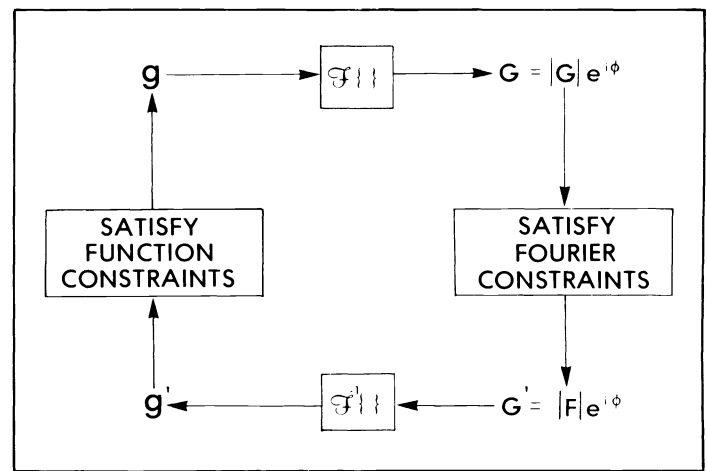 g
ℱ{ }
G = |G| e^{iϕ}
SATISFY
FUNCTION
CONSTRAINTS
SATISFY
FOURIER
CONSTRAINTS
g'
ℱ^{-1}{ }
G' = |F| e^{iϕ}